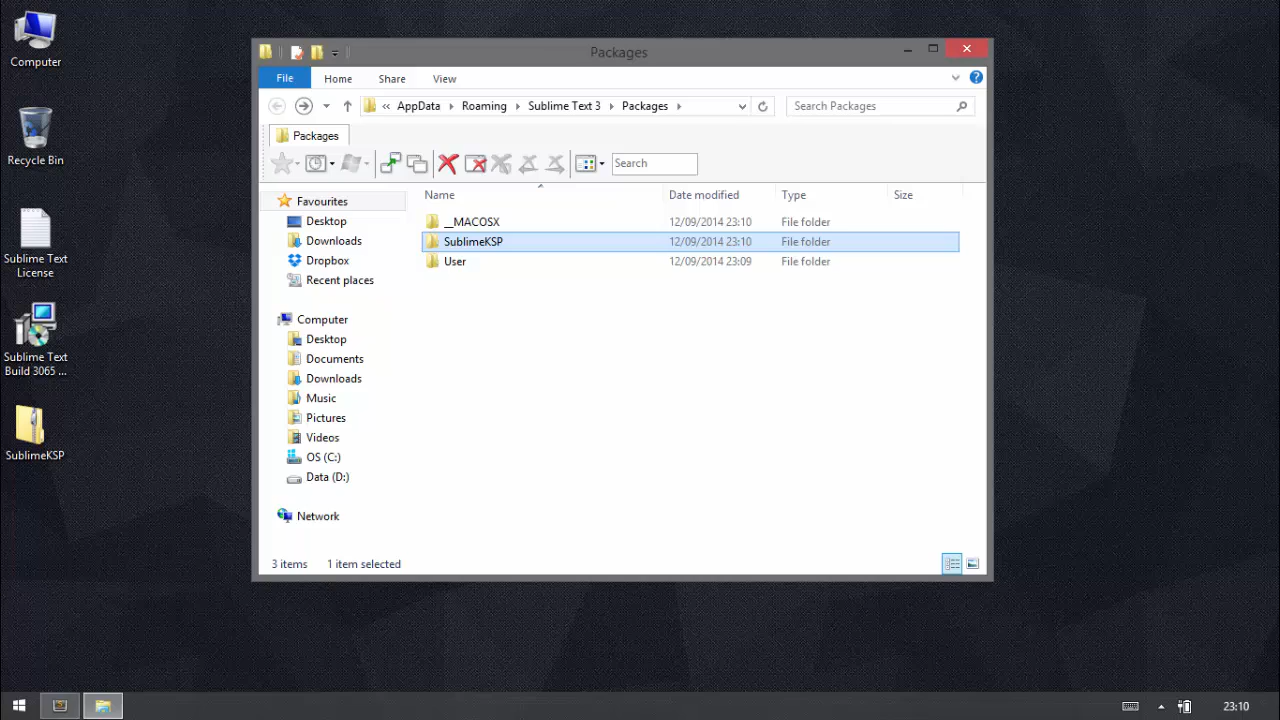 Computer
Recycle Bin
Sublime Text
License
Sublime Text
Build 3065 ...
SublimeKSP
Packages
File Home Share View
« AppData Roaming Sublime Text 3 Packages
Search Packages
Packages
Search
Name Date modified Type Size
__MACOSX 12/09/2014 23:10 File folder
SublimeKSP 12/09/2014 23:10 File folder
User 12/09/2014 23:09 File folder
Favourites
Desktop
Downloads
Dropbox
Recent places
Computer
Desktop
Documents
Downloads
Music
Pictures
Videos
OS (C:)
Data (D:)
Network
3 items 1 item selected
23:10